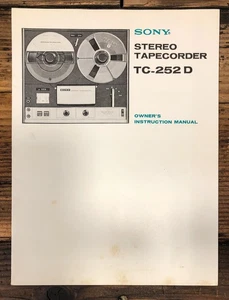 SONY
STEREO
TAPECORDER
TC-252 D
OWNER'S
INSTRUCTION MANUAL